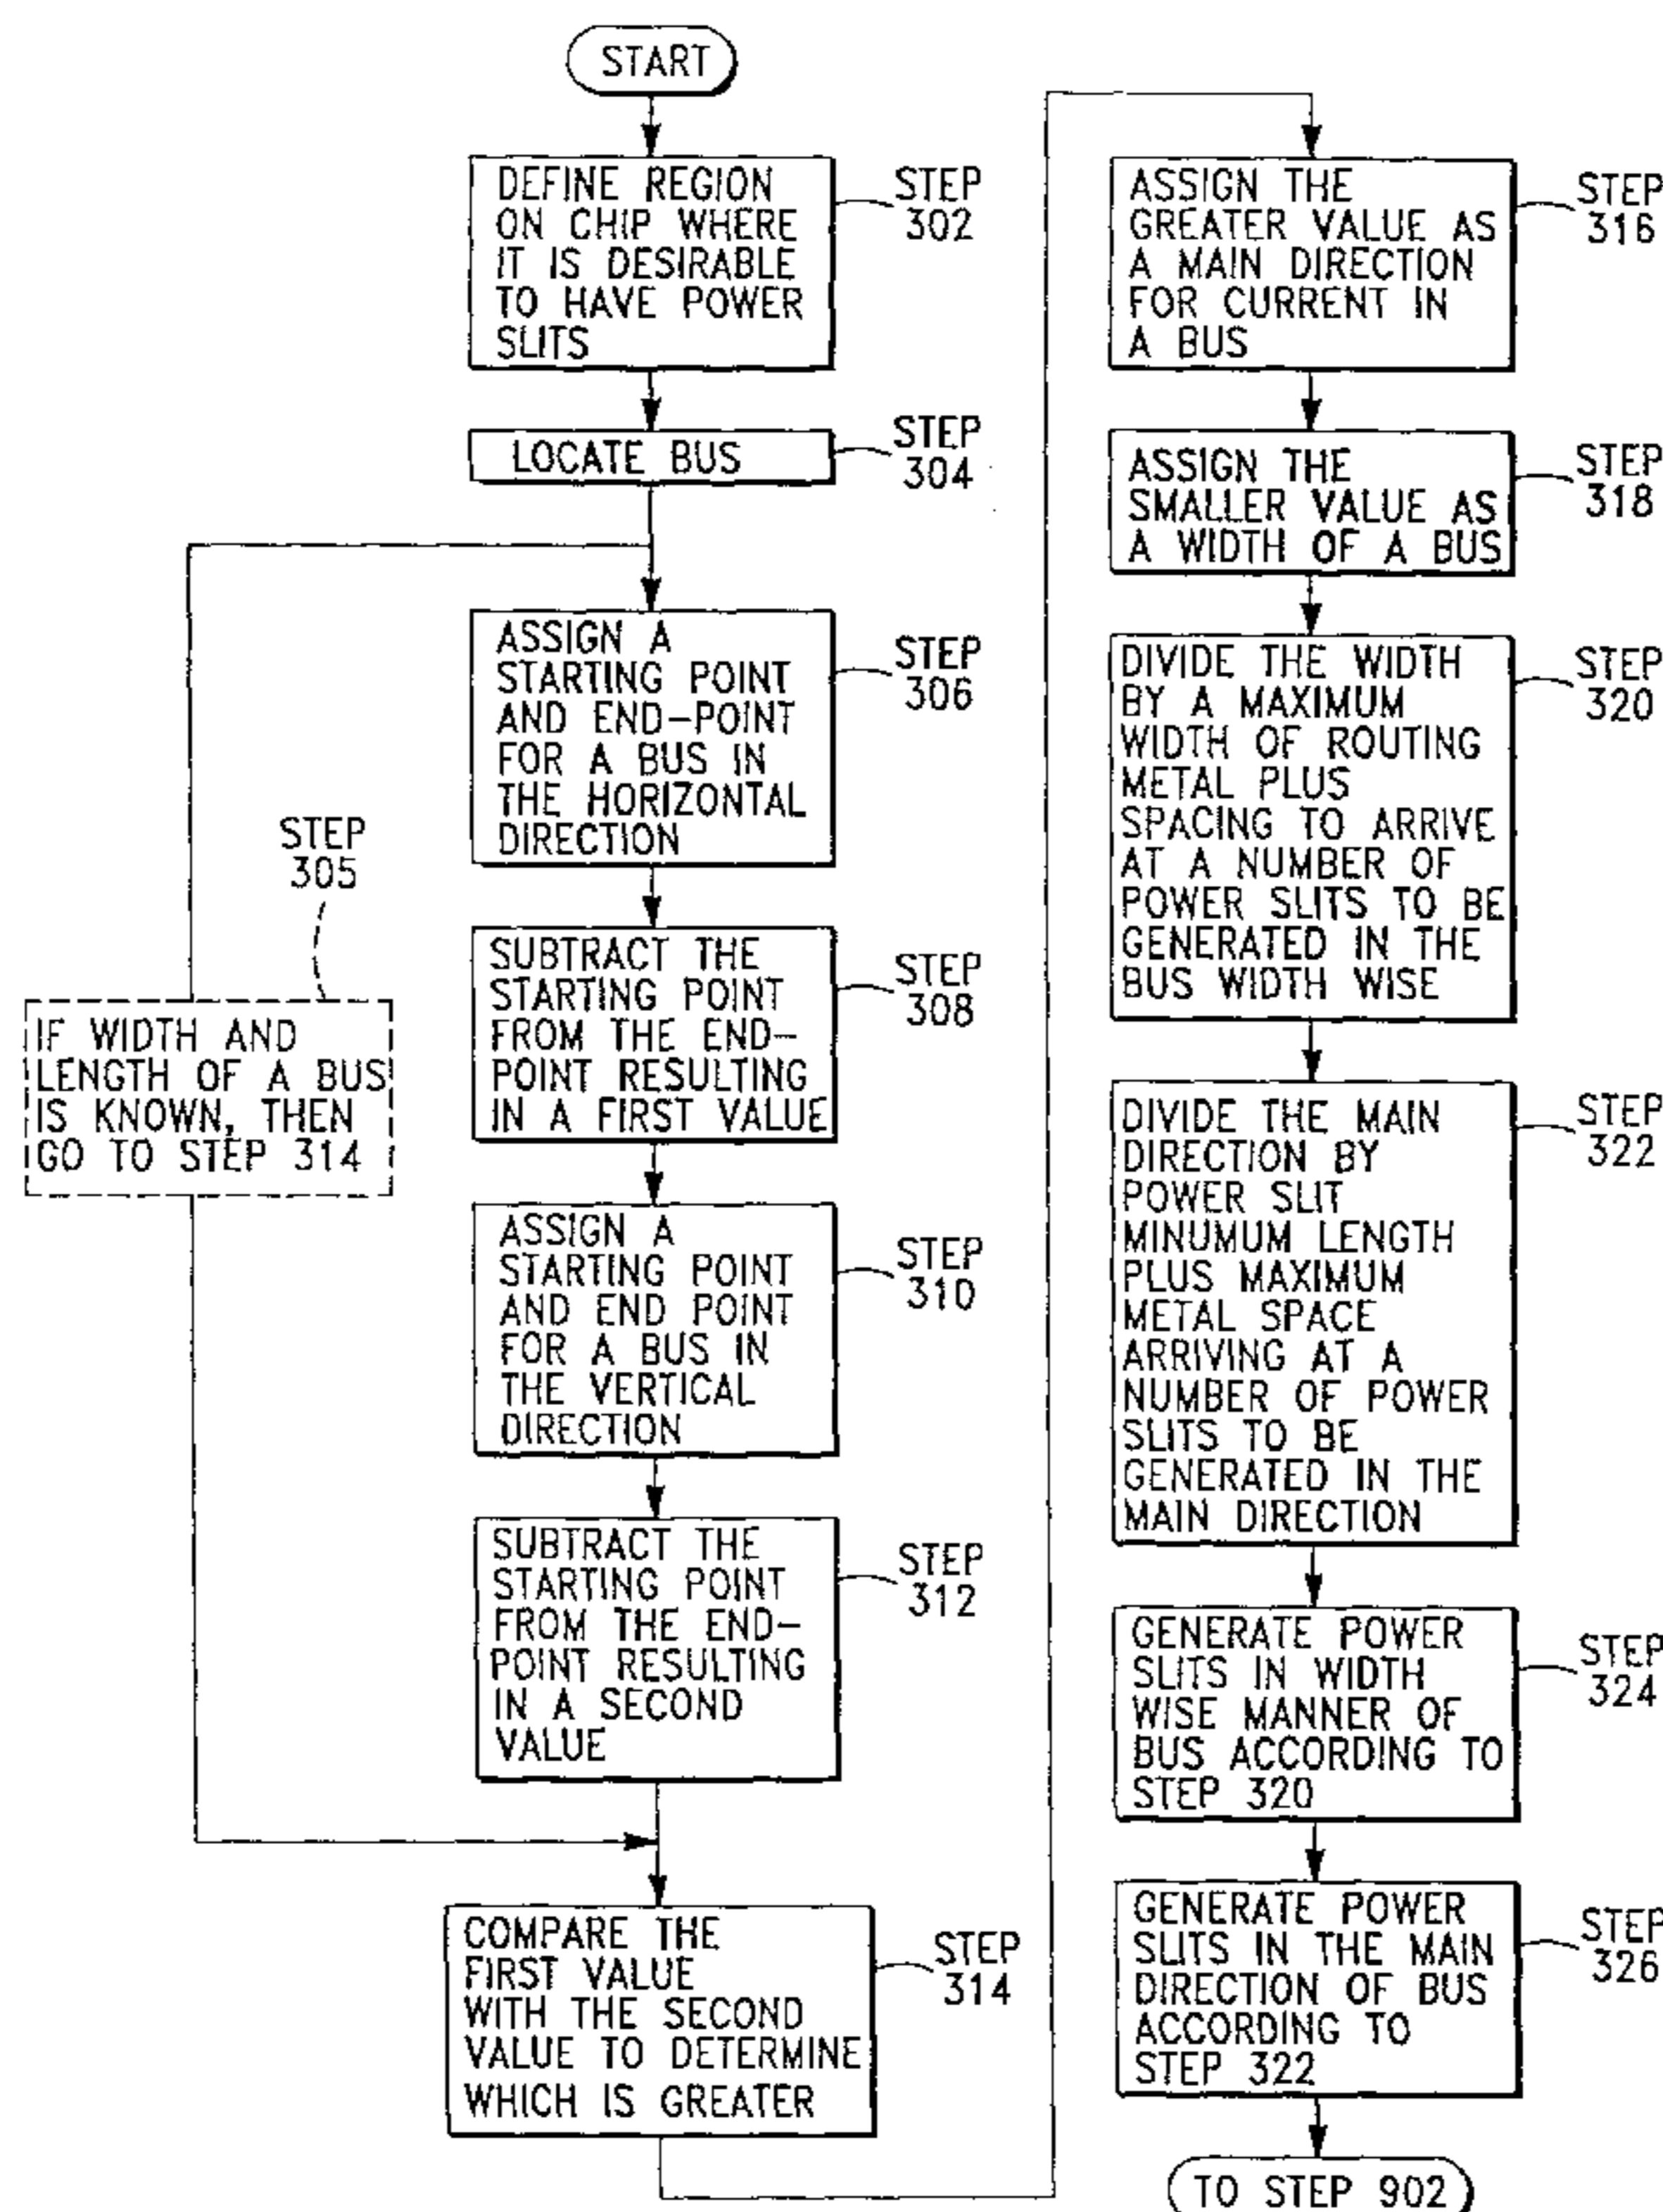 START
DEFINE REGION
ON CHIP WHERE
IT IS DESIRABLE
TO HAVE POWER
SLITS
STEP
302
LOCATE BUS
STEP
304
STEP
305
IF WIDTH AND
LENGTH OF A BUS
IS KNOWN, THEN
GO TO STEP 314
ASSIGN A
STARTING POINT
AND END-POINT
FOR A BUS IN
THE HORIZONTAL
DIRECTION
STEP
306
SUBTRACT THE
STARTING POINT
FROM THE END-
POINT RESULTING
IN A FIRST VALUE
STEP
308
ASSIGN A
STARTING POINT
AND END POINT
FOR A BUS IN
THE VERTICAL
DIRECTION
STEP
310
SUBTRACT THE
STARTING POINT
FROM THE END-
POINT RESULTING
IN A SECOND
VALUE
STEP
312
COMPARE THE
FIRST VALUE
WITH THE SECOND
VALUE TO DETERMINE
WHICH IS GREATER
STEP
314
ASSIGN THE
GREATER VALUE AS
A MAIN DIRECTION
FOR CURRENT IN
A BUS
STEP
316
ASSIGN THE
SMALLER VALUE AS
A WIDTH OF A BUS
STEP
318
DIVIDE THE WIDTH
BY A MAXIMUM
WIDTH OF ROUTING
METAL PLUS
SPACING TO ARRIVE
AT A NUMBER OF
POWER SLITS TO BE
GENERATED IN THE
BUS WIDTH WISE
STEP
320
DIVIDE THE MAIN
DIRECTION BY
POWER SLIT
MINUMUM LENGTH
PLUS MAXIMUM
METAL SPACE
ARRIVING AT A
NUMBER OF POWER
SLITS TO BE
GENERATED IN THE
MAIN DIRECTION
STEP
322
GENERATE POWER
SLITS IN WIDTH
WISE MANNER OF
BUS ACCORDING TO
STEP 320
STEP
324
GENERATE POWER
SLITS IN THE MAIN
DIRECTION OF BUS
ACCORDING TO
STEP 322
STEP
326
TO STEP 902